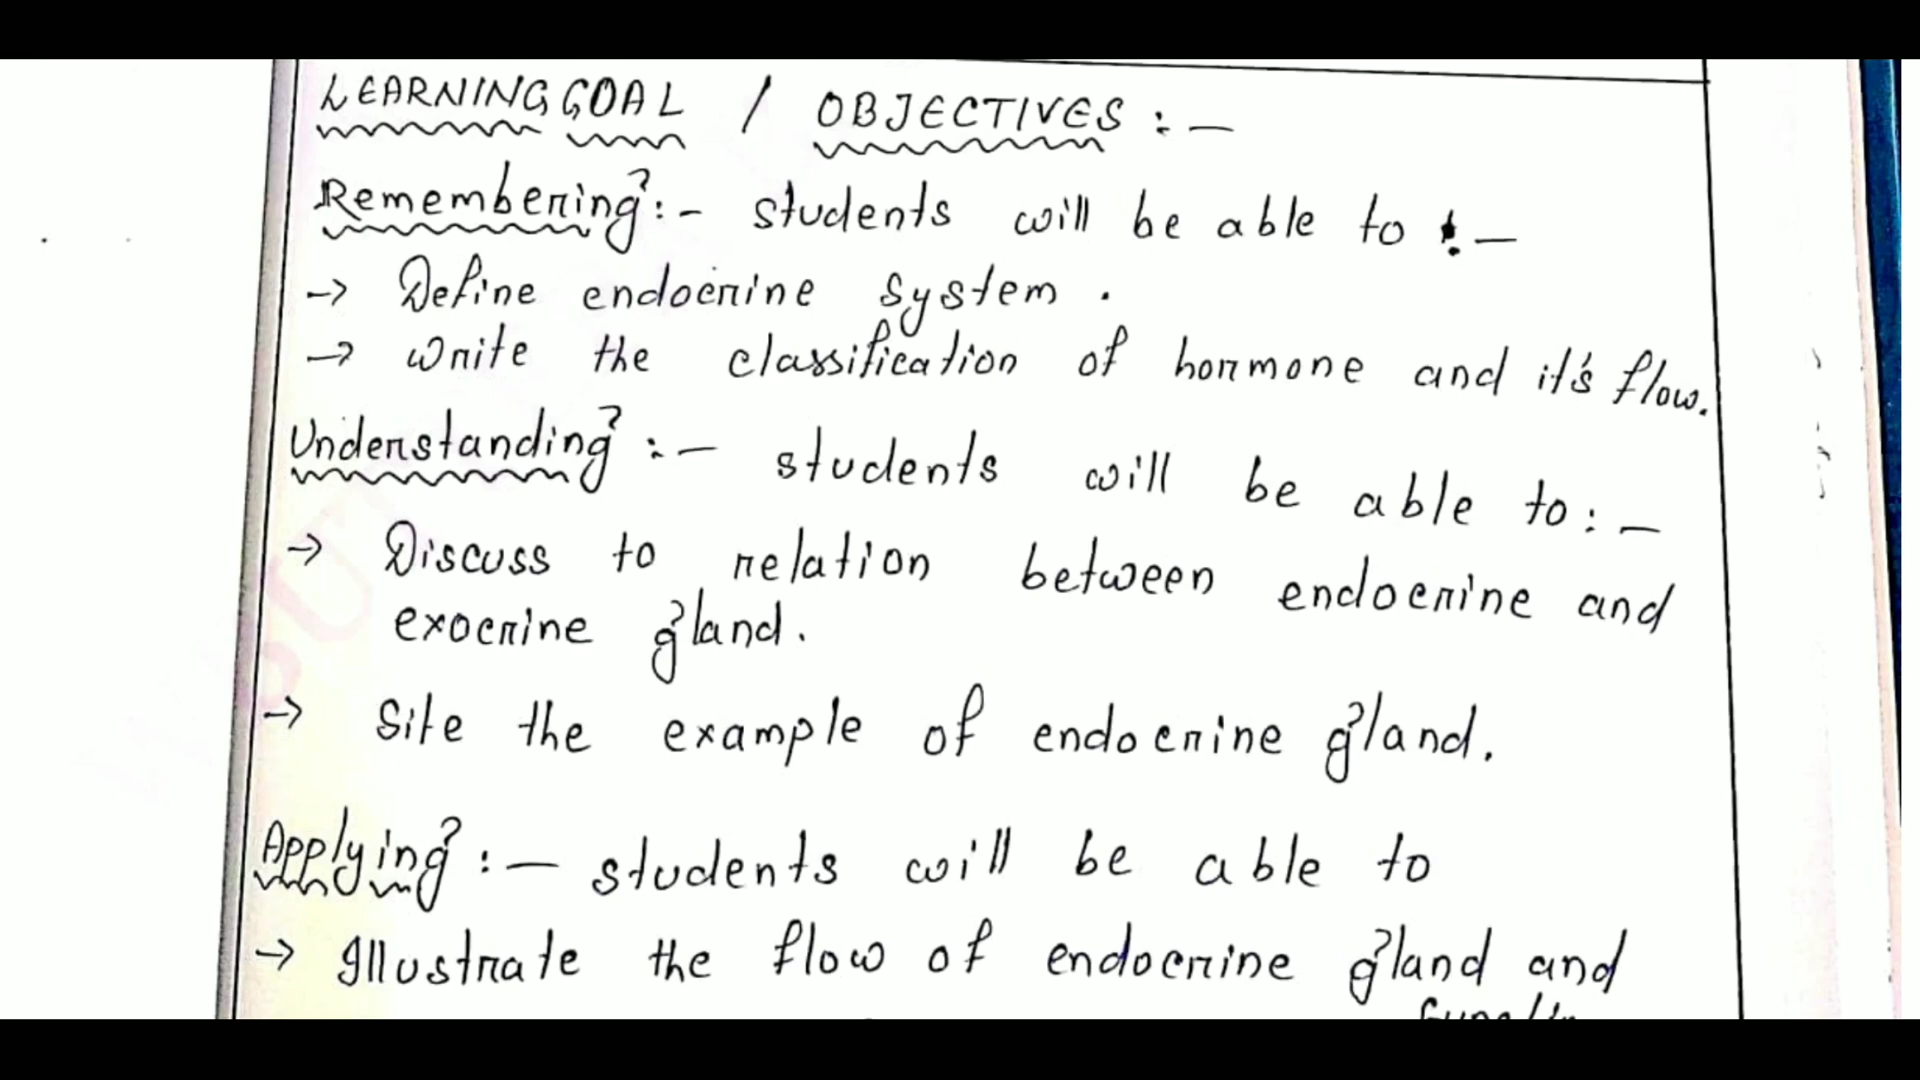 LEARNING GOAL / OBJECTIVES :-
Remembering :- students will be able to :-
→ Define endocrine system .
→ Write the classification of hormone and it's flow.
Understanding :- students will be able to :-
→ Discuss to relation between endocrine and
exocrine gland .
→ Site the example of endocrine gland .
Applying :- students will be able to
→ Illustrate the flow of endocrine gland and